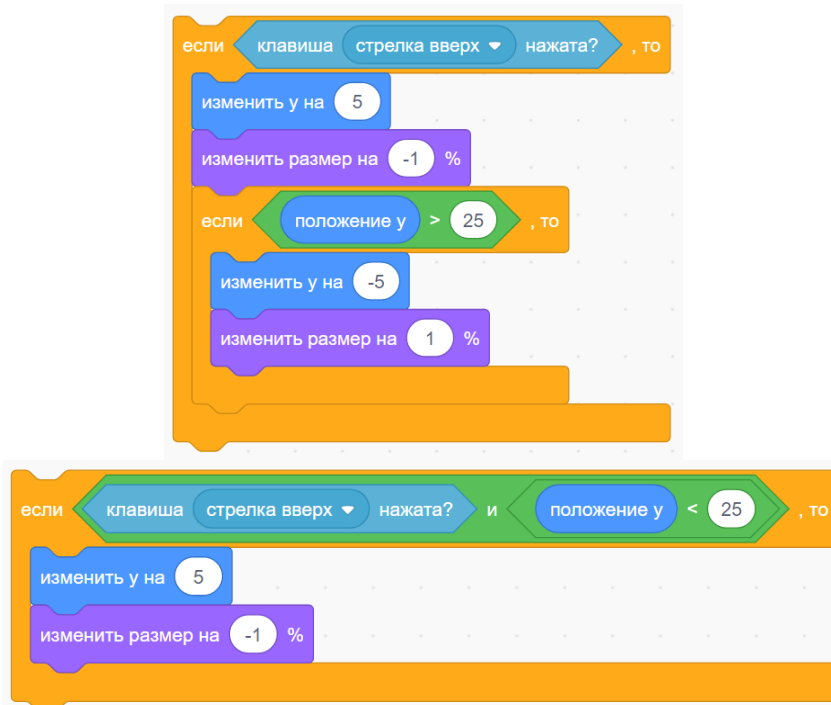 если клавиша стрелка вверх нажата? , то
изменить y на 5
изменить размер на -1 %
если положение y > 25 , то
изменить y на -5
изменить размер на 1 %
если клавиша стрелка вверх нажата? и положение y < 25 , то
изменить y на 5
изменить размер на -1 %